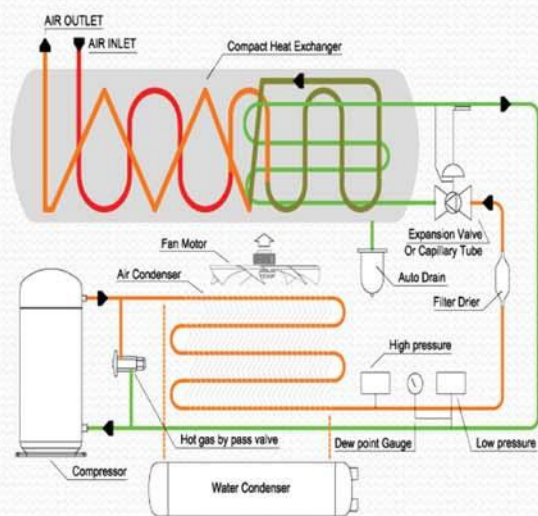 AIR OUTLET
AIR INLET
Compact Heat Exchanger
Fan Motor
Air Condenser
Expansion Valve
Or Capillary Tube
Auto Drain
Filter Drier
High pressure
Hot gas by pass valve
Dew point Gauge
Low pressure
Compressor
Water Condenser